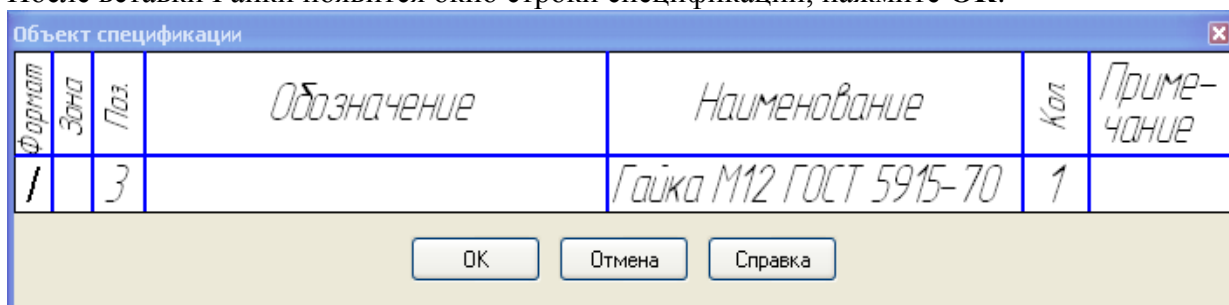 После вставки Гайки появится окно строки спецификации, нажмите ОК.
Объект спецификации
Формат Зона Поз. Обозначение Наименование Кол. Приме-
чание
/ 3 Гайка М12 ГОСТ 5915-70 1
ОК Отмена Справка